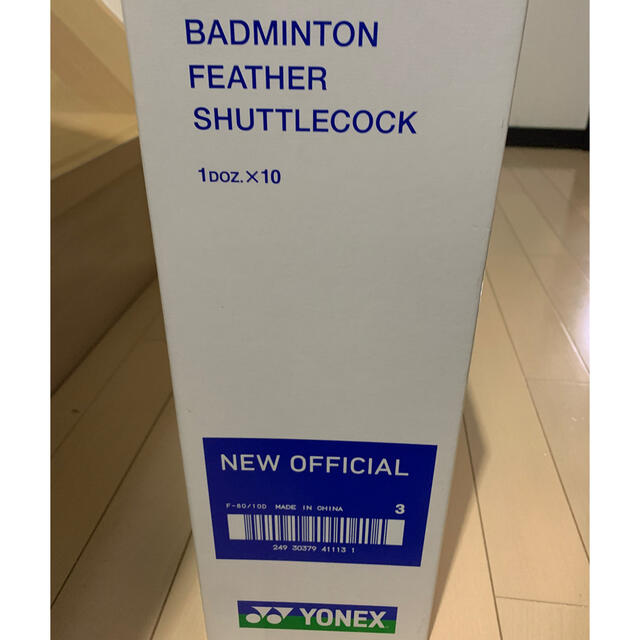 BADMINTON
FEATHER
SHUTTLECOCK
1DOZ.×10
NEW OFFICIAL
F-80/10D MADE IN CHINA 3
249 30379 41113 1
YONEX